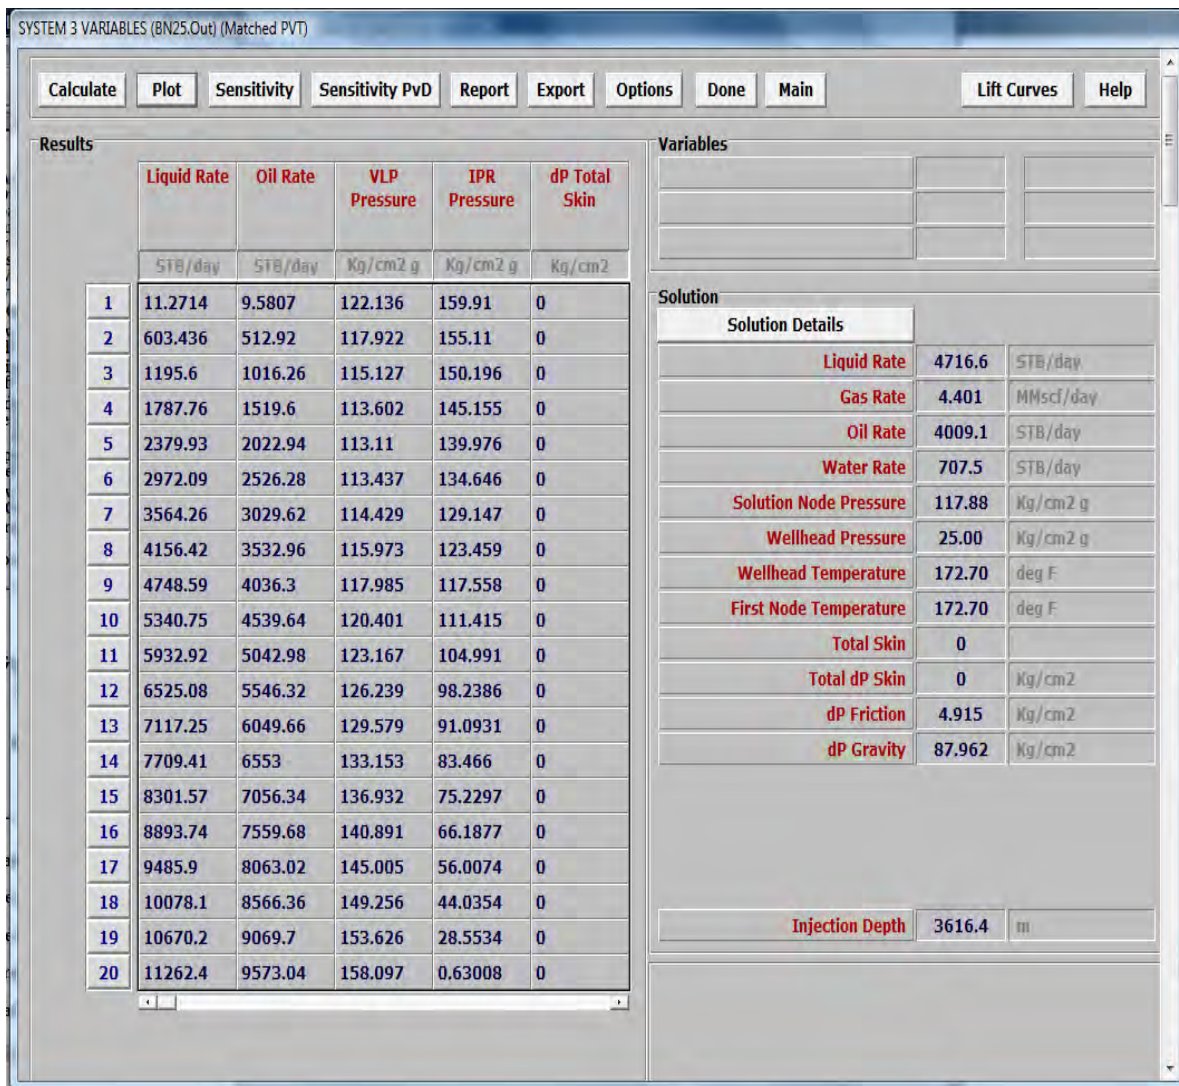 SYSTEM 3 VARIABLES (BN25.Out) (Matched PVT)
Calculate Plot Sensitivity Sensitivity PvD Report Export Options Done Main Lift Curves Help
Results
Liquid Rate Oil Rate VLP Pressure IPR Pressure dP Total Skin
STB/day STB/day Kg/cm2 g Kg/cm2 g Kg/cm2
1 11.2714 9.5807 122.136 159.91 0
2 603.436 512.92 117.922 155.11 0
3 1195.6 1016.26 115.127 150.196 0
4 1787.76 1519.6 113.602 145.155 0
5 2379.93 2022.94 113.11 139.976 0
6 2972.09 2526.28 113.437 134.646 0
7 3564.26 3029.62 114.429 129.147 0
8 4156.42 3532.96 115.973 123.459 0
9 4748.59 4036.3 117.985 117.558 0
10 5340.75 4539.64 120.401 111.415 0
11 5932.92 5042.98 123.167 104.991 0
12 6525.08 5546.32 126.239 98.2386 0
13 7117.25 6049.66 129.579 91.0931 0
14 7709.41 6553 133.153 83.466 0
15 8301.57 7056.34 136.932 75.2297 0
16 8893.74 7559.68 140.891 66.1877 0
17 9485.9 8063.02 145.005 56.0074 0
18 10078.1 8566.36 149.256 44.0354 0
19 10670.2 9069.7 153.626 28.5534 0
20 11262.4 9573.04 158.097 0.63008 0
Variables
Solution
Solution Details
Liquid Rate 4716.6 STB/day
Gas Rate 4.401 MMscf/day
Oil Rate 4009.1 STB/day
Water Rate 707.5 STB/day
Solution Node Pressure 117.88 Kg/cm2 g
Wellhead Pressure 25.00 Kg/cm2 g
Wellhead Temperature 172.70 deg F
First Node Temperature 172.70 deg F
Total Skin 0
Total dP Skin 0 Kg/cm2
dP Friction 4.915 Kg/cm2
dP Gravity 87.962 Kg/cm2
Injection Depth 3616.4 m